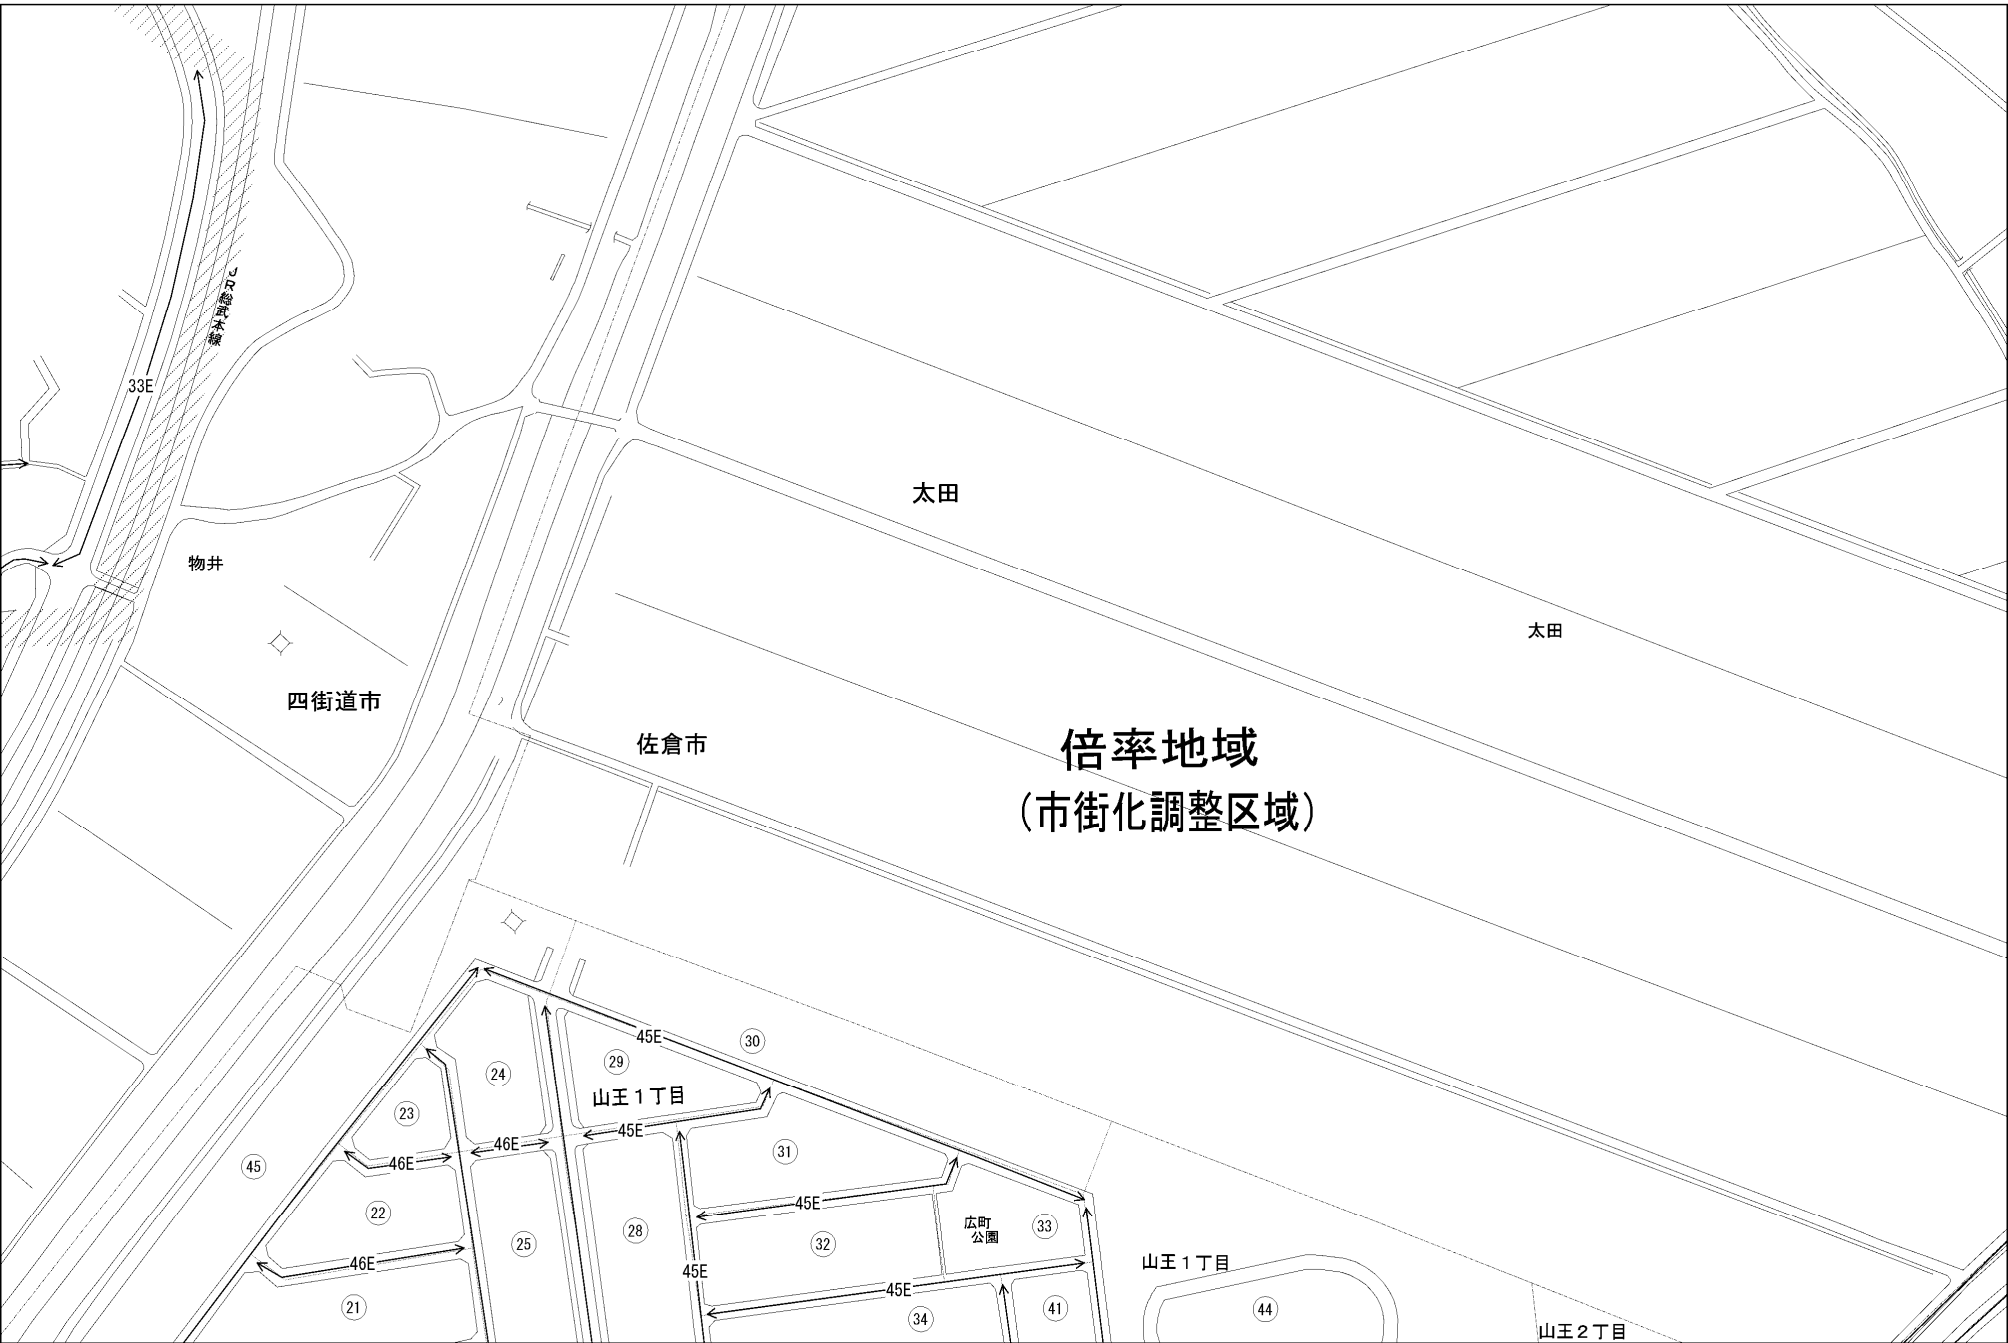 JR総武本線
33E
太田
物井
太田
四街道市
佐倉市
倍率地域
（市街化調整区域）
45E
30
29
24
山王１丁目
23
45E
46E
31
46E
45
45E
22
広町
公園
33
28
32
25
46E
山王１丁目
45E
45E
21
44
41
34
山王２丁目